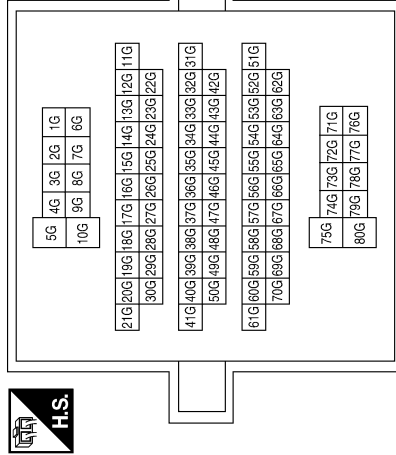 H.S.
5G 4G 3G 2G 1G
10G 9G 8G 7G 6G
21G 20G 19G 18G 17G 16G 15G 14G 13G 12G 11G
30G 29G 28G 27G 26G 25G 24G 23G 22G
41G 40G 39G 38G 37G 36G 35G 34G 33G 32G 31G
50G 49G 48G 47G 46G 45G 44G 43G 42G
61G 60G 59G 58G 57G 56G 55G 54G 53G 52G 51G
70G 69G 68G 67G 66G 65G 64G 63G 62G
75G 74G 73G 72G 71G
80G 79G 78G 77G 76G